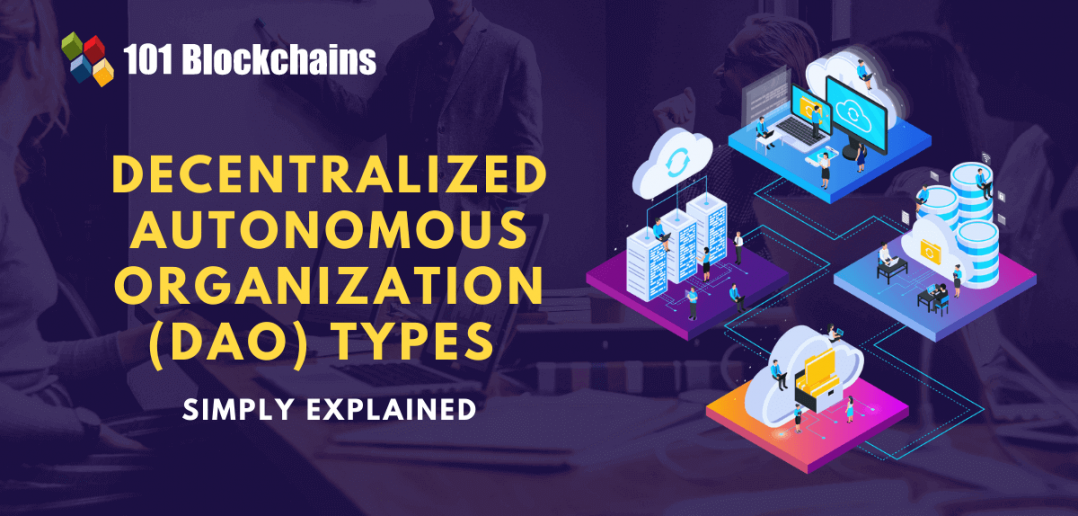 101 Blockchains
DECENTRALIZED
AUTONOMOUS
ORGANIZATION
(DAO) TYPES
SIMPLY EXPLAINED